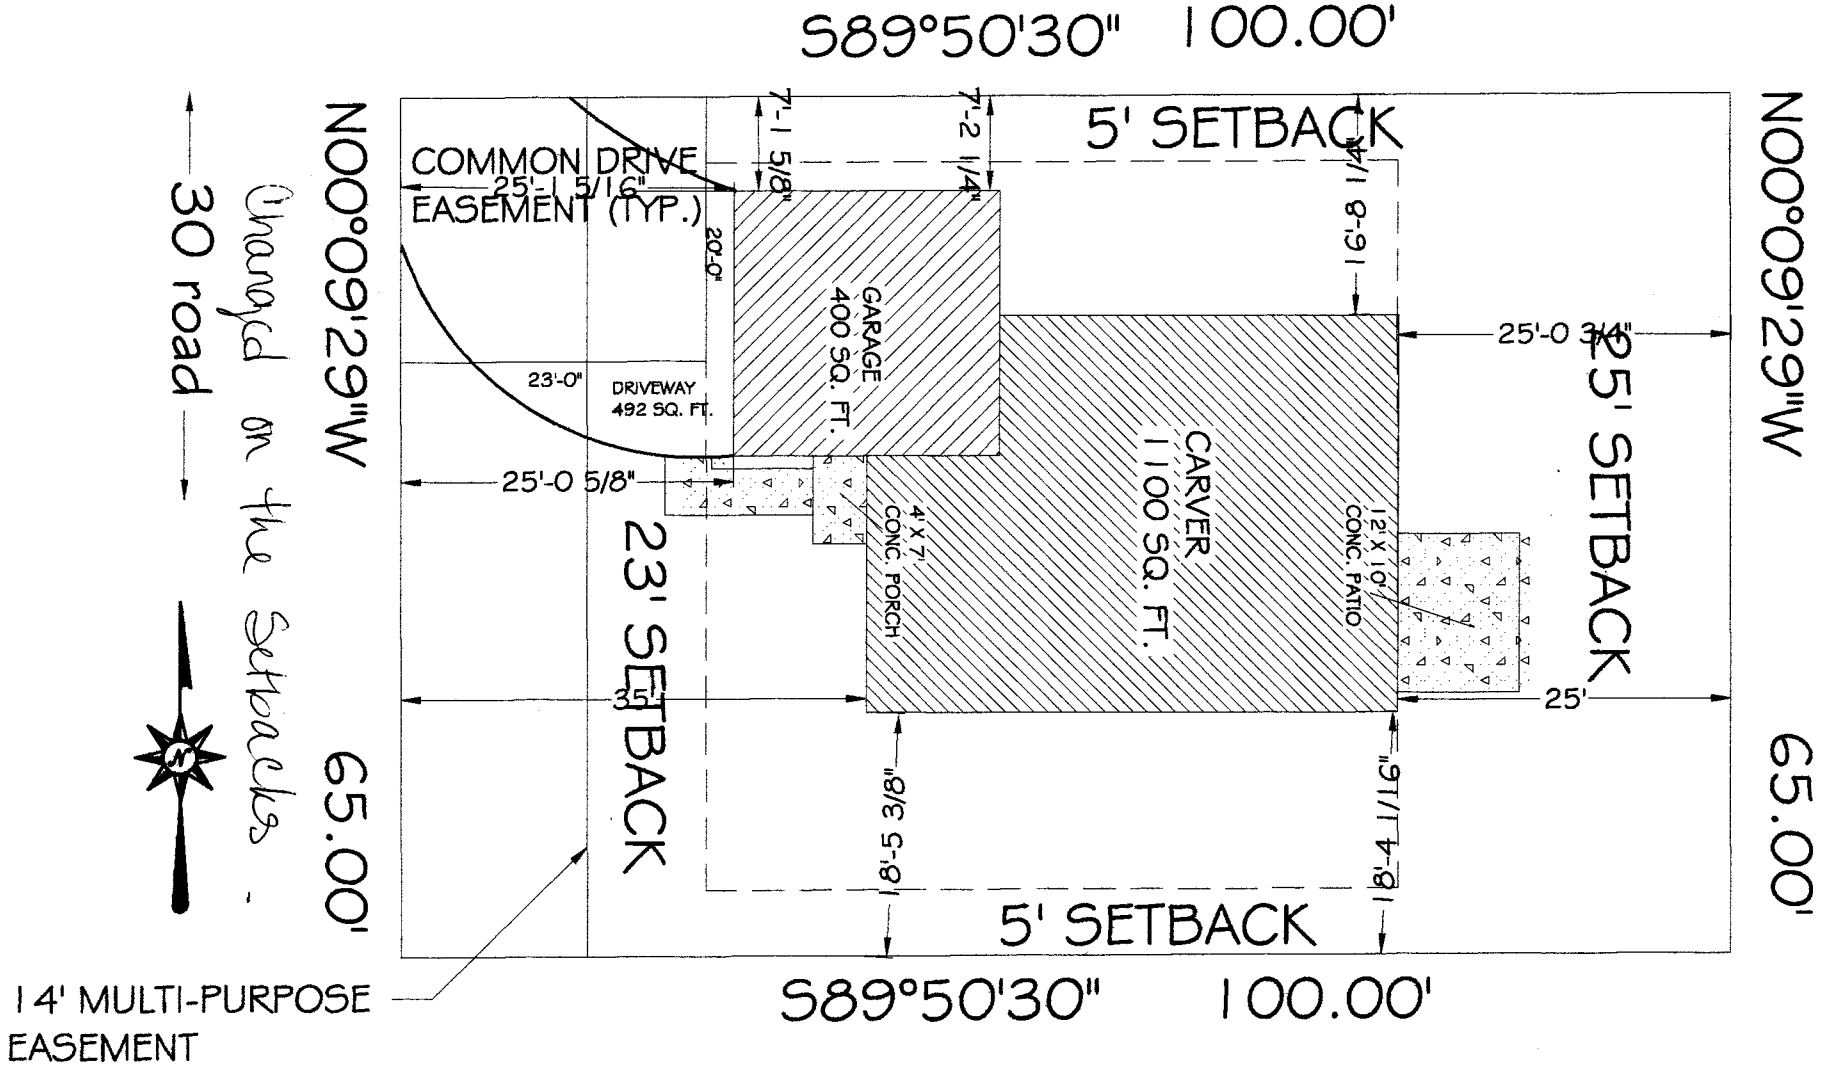 S89°50'30" 100.00'
N00°09'29"W 65.00'
30 road
Changed on the Setbacks.
COMMON DRIVE
EASEMENT (TYP.)
25'-1 5/16"
7'-1 5/8"
7'-2 1/4"
5' SETBACK
16'-8 1/4"
N00°09'29"W 65.00'
20'-0"
GARAGE
400 SQ. FT.
25'-0 3/4"
25' SETBACK
23'-0"
DRIVEWAY
492 SQ. FT.
25'-0 5/8"
23' SETBACK
4' X 7'
CONC. PORCH
CARVER
1100 SQ. FT.
12' X 10'
CONC. PATIO
35'
25'
18'-5 3/8"
18'-4 11/16"
N
5' SETBACK
14' MULTI-PURPOSE
EASEMENT
S89°50'30" 100.00'